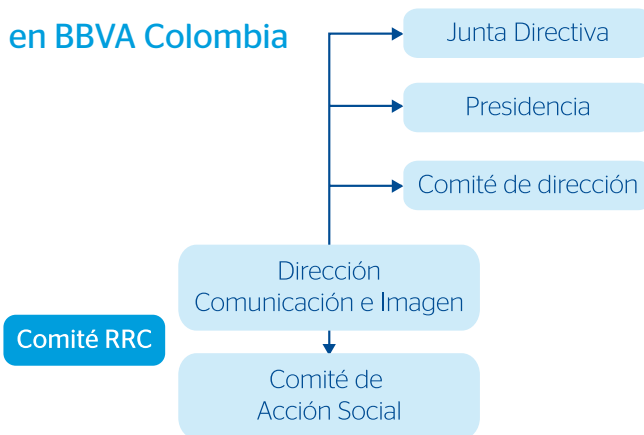 en BBVA Colombia
Junta Directiva
Presidencia
Comité de dirección
Dirección
Comunicación e Imagen
Comité RRC
Comité de
Acción Social